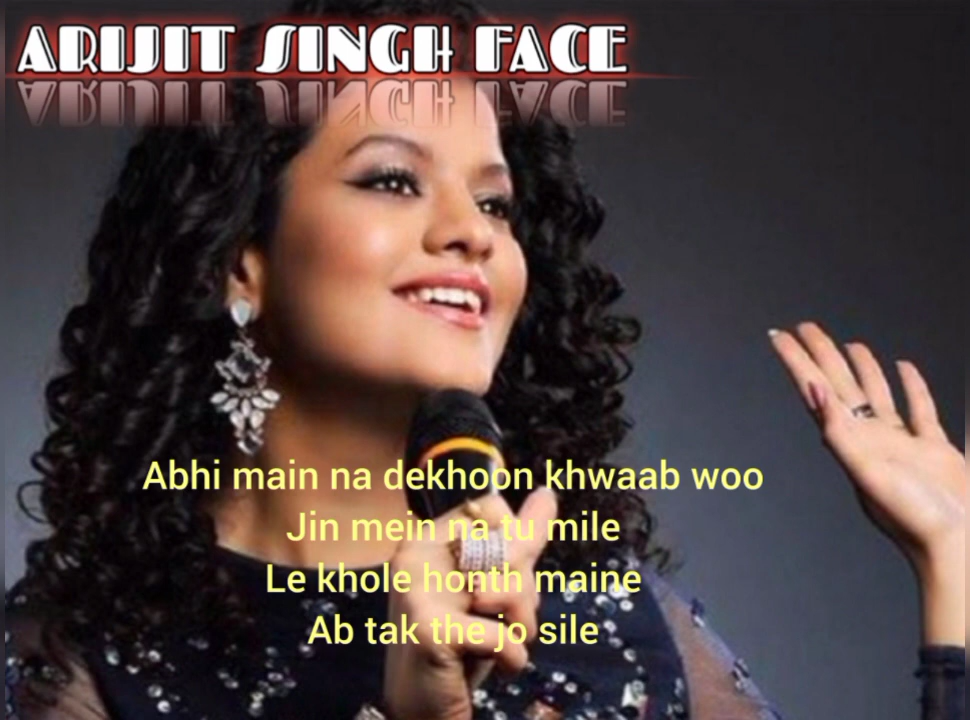 ARIJIT SINGH FACE
Abhi main na dekhoon khwaab woo
Jin mein na tu mile
Le khole honth maine
Ab tak the jo sile